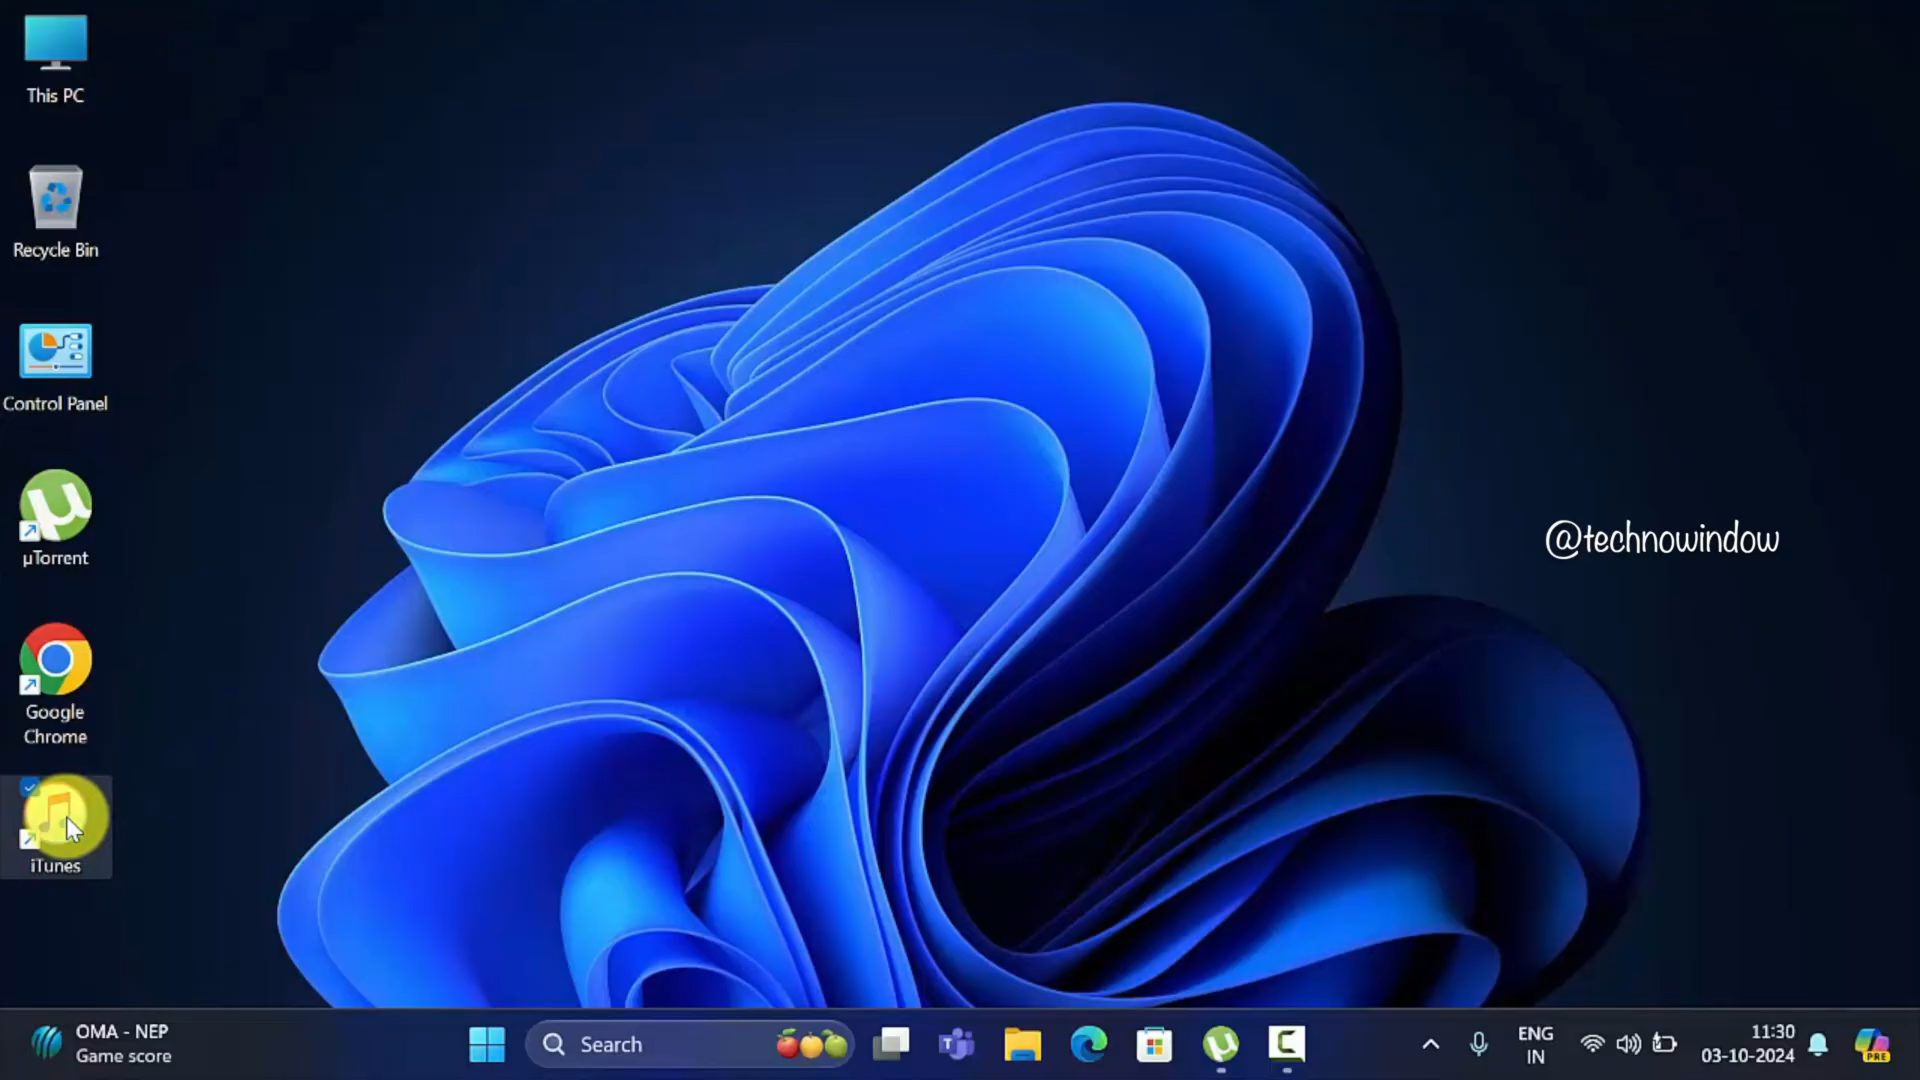 This PC
Recycle Bin
Control Panel
µTorrent
Google
Chrome
iTunes
@technowindow
OMA - NEP
Game score
Search
ENG
IN
11:30
03-10-2024
PRE